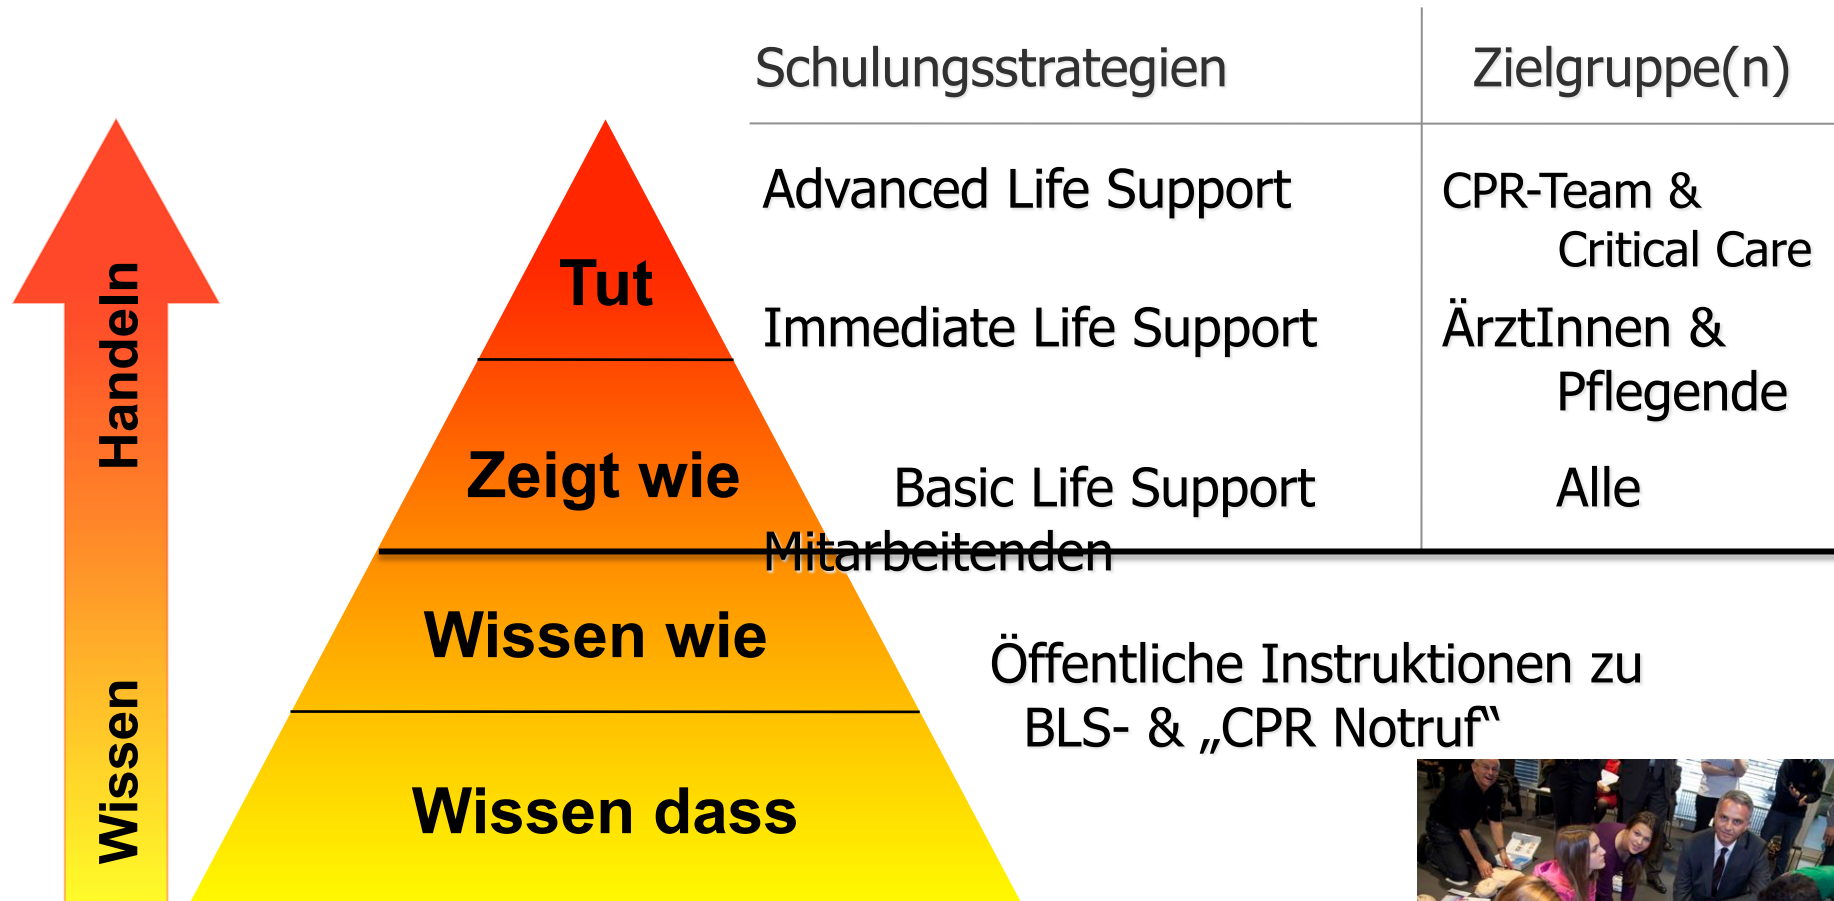 Schulungsstrategien
Zielgruppe(n)
Advanced Life Support
CPR-Team &
Critical Care
Immediate Life Support
ÄrztInnen &
Pflegende
Basic Life Support
Alle
Mitarbeitenden
Öffentliche Instruktionen zu
BLS- & „CPR Notruf“
Tut
Zeigt wie
Wissen wie
Wissen dass
Handeln
Wissen